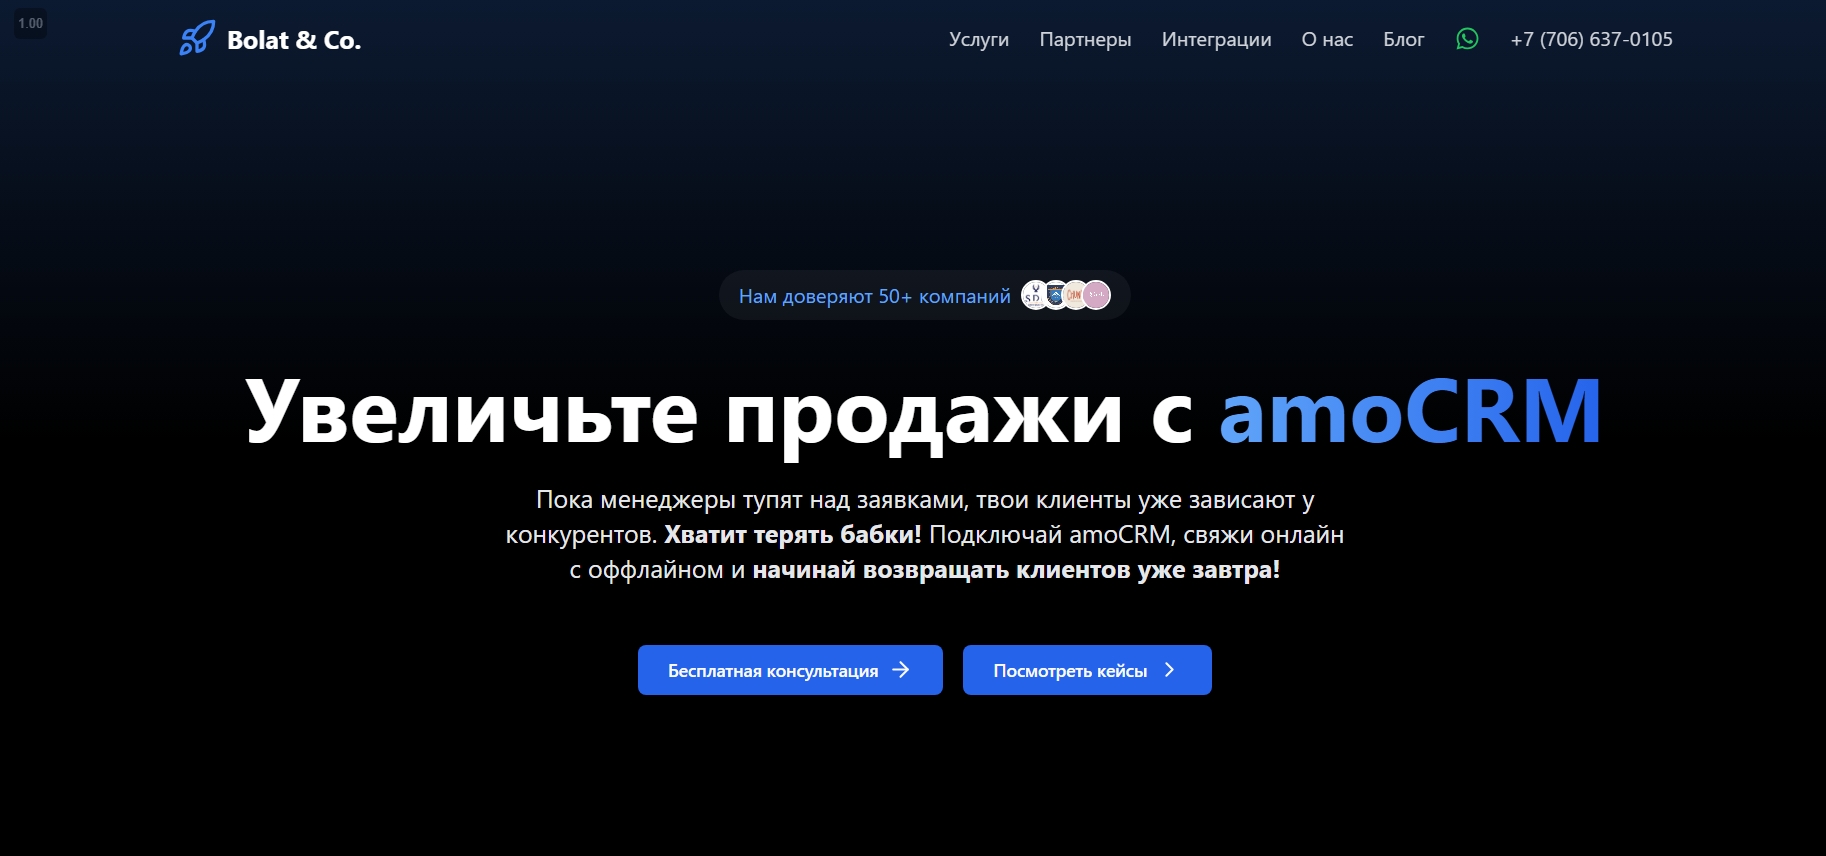 1.00
Bolat & Co.
Услуги
Партнеры
Интеграции
О нас
Блог
+7 (706) 637-0105
Нам доверяют 50+ компаний
Увеличьте продажи с amoCRM
Пока менеджеры тупят над заявками, твои клиенты уже зависают у
конкурентов. Хватит терять бабки! Подключай amoCRM, свяжи онлайн
с оффлайном и начинай возвращать клиентов уже завтра!
Бесплатная консультация
Посмотреть кейсы